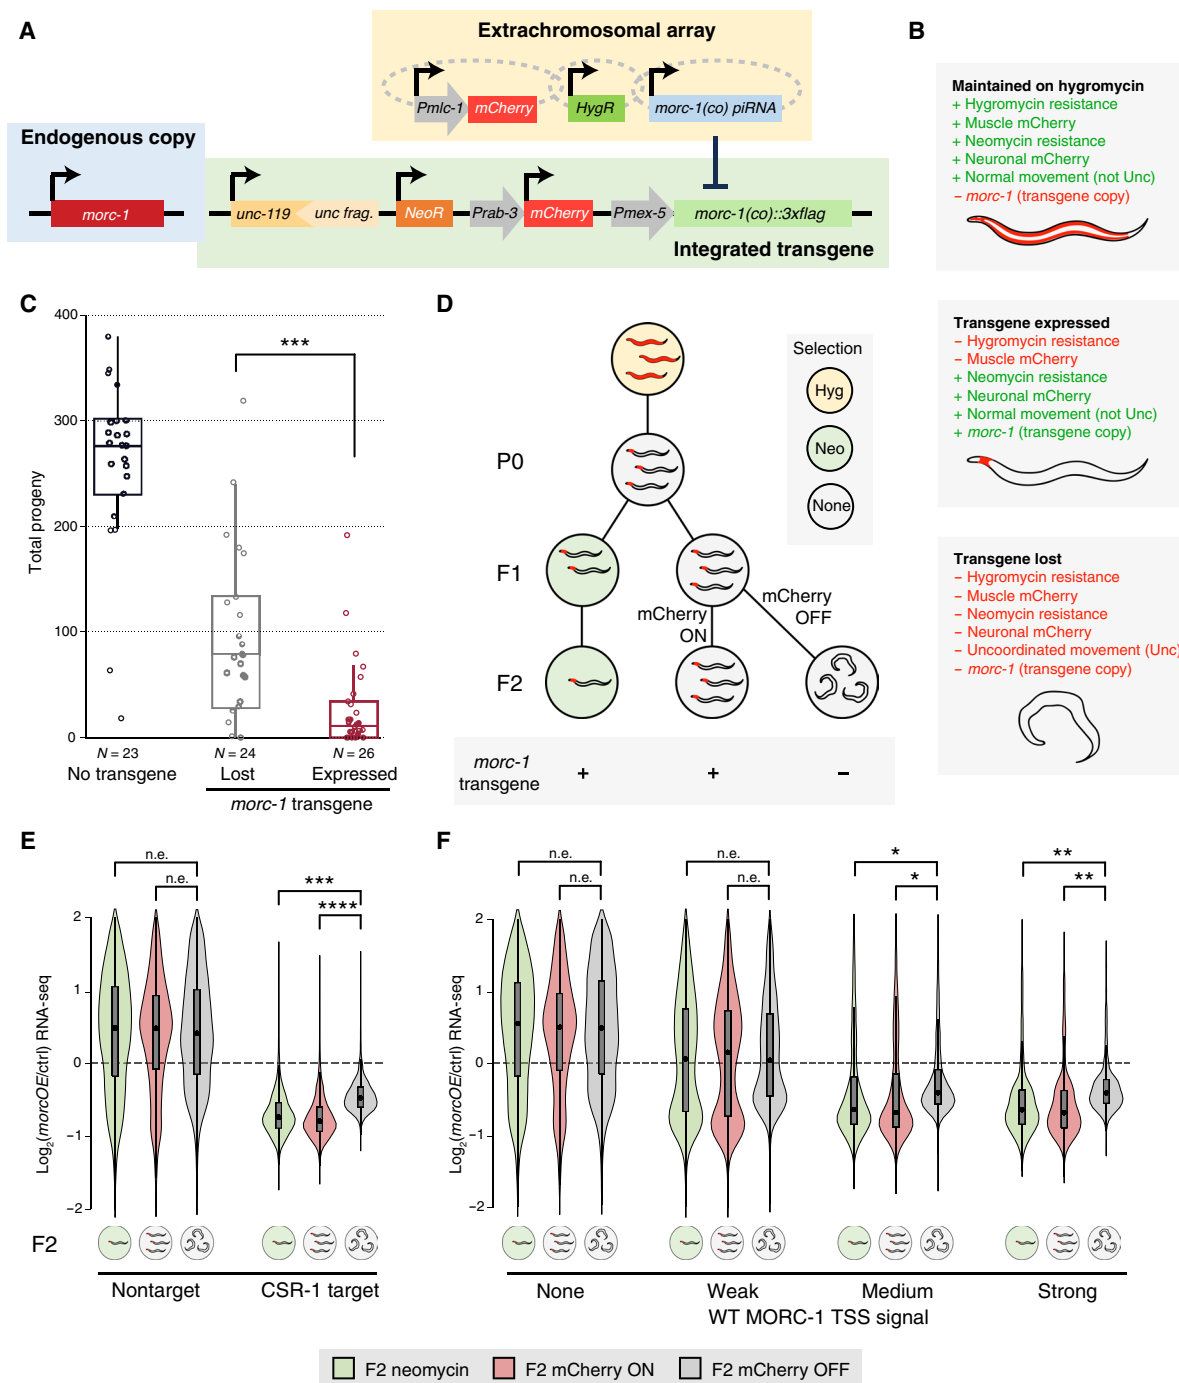 A
Extrachromosomal array
Pmlc-1 mCherry HygR morc-1(co) piRNA
Endogenous copy
morc-1
unc-119 unc frag. NeoR Prab-3 mCherry Pmex-5 morc-1(co)::3xflag
Integrated transgene
B
Maintained on hygromycin
+ Hygromycin resistance
+ Muscle mCherry
+ Neomycin resistance
+ Neuronal mCherry
+ Normal movement (not Unc)
− morc-1 (transgene copy)
Transgene expressed
− Hygromycin resistance
− Muscle mCherry
+ Neomycin resistance
+ Neuronal mCherry
+ Normal movement (not Unc)
+ morc-1 (transgene copy)
Transgene lost
− Hygromycin resistance
− Muscle mCherry
− Neomycin resistance
− Neuronal mCherry
− Uncoordinated movement (Unc)
− morc-1 (transgene copy)
C
Total progeny
400
300
200
100
0
***
N = 23 N = 24 N = 26
No transgene Lost Expressed
morc-1 transgene
D
Selection
Hyg
Neo
None
P0
F1
F2
mCherry
ON
mCherry
OFF
morc-1
transgene
+ + −
E
Log2(morcOE/ctrl) RNA-seq
2
1
0
−1
−2
n.e.
n.e.
***
****
F2
Nontarget CSR-1 target
F
Log2(morcOE/ctrl) RNA-seq
2
1
0
−1
−2
n.e.
n.e.
n.e.
n.e.
*
*
**
**
None Weak Medium Strong
WT MORC-1 TSS signal
F2 neomycin F2 mCherry ON F2 mCherry OFF